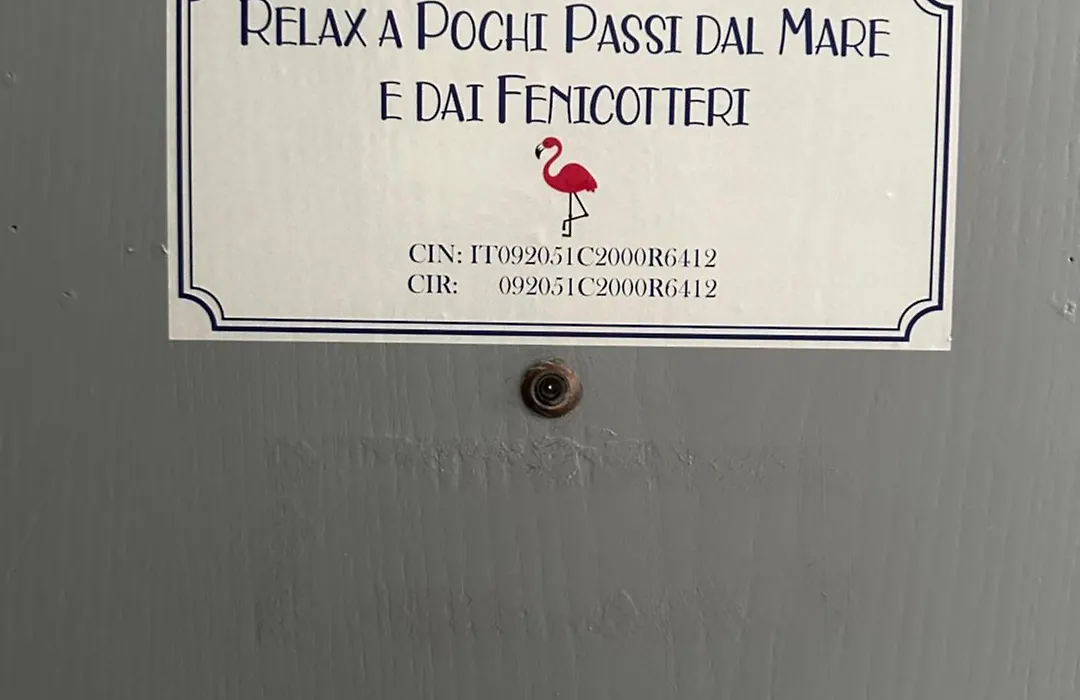 RELAX A POCHI PASSI DAL MARE
E DAI FENICOTTERI
CIN: IT092051C2000R6412
CIR: 092051C2000R6412